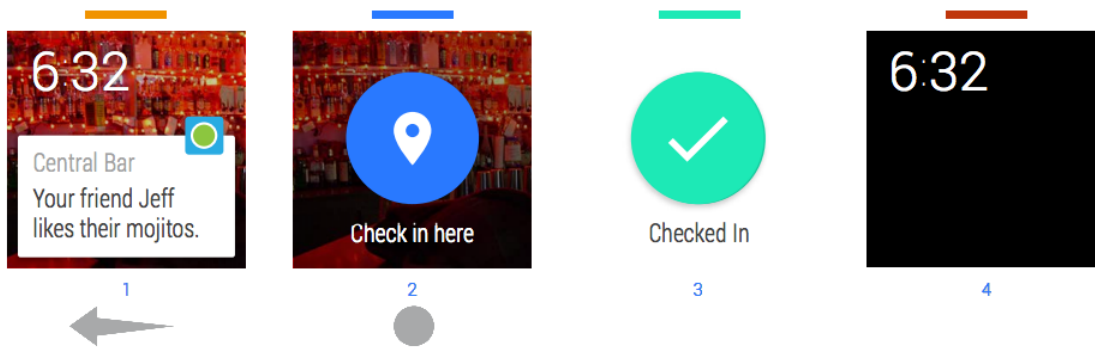 6:32
Central Bar
Your friend Jeff
likes their mojitos.
1
Check in here
2
Checked In
3
6:32
4